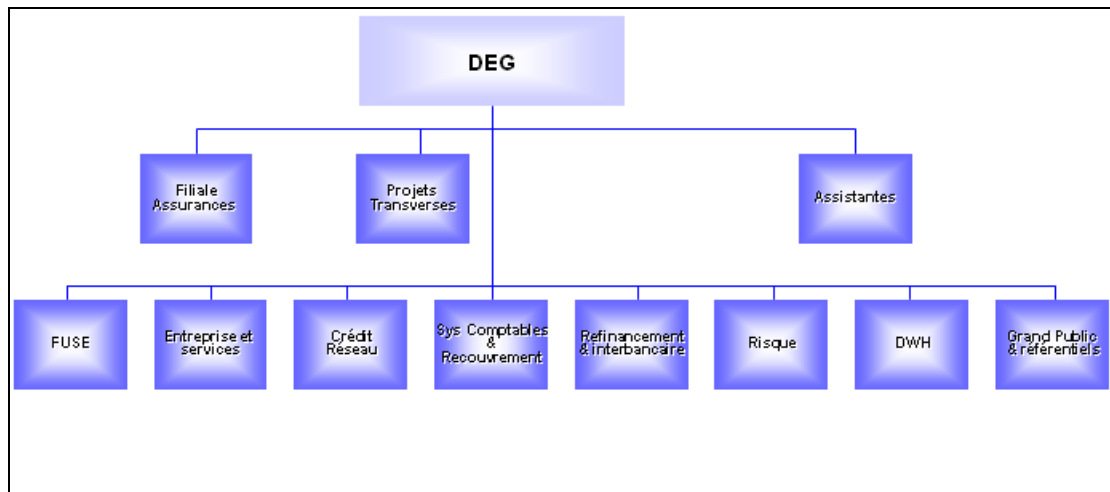 DEG
Filiale
Assurances
Projets
Transverses
Assistantes
FUSE
Entreprise et
services
Crédit
Réseau
Sys Comptables
&
Recouvrement
Refinancement
& interbancaire
Risque
DWH
Grand Public
& référentiels